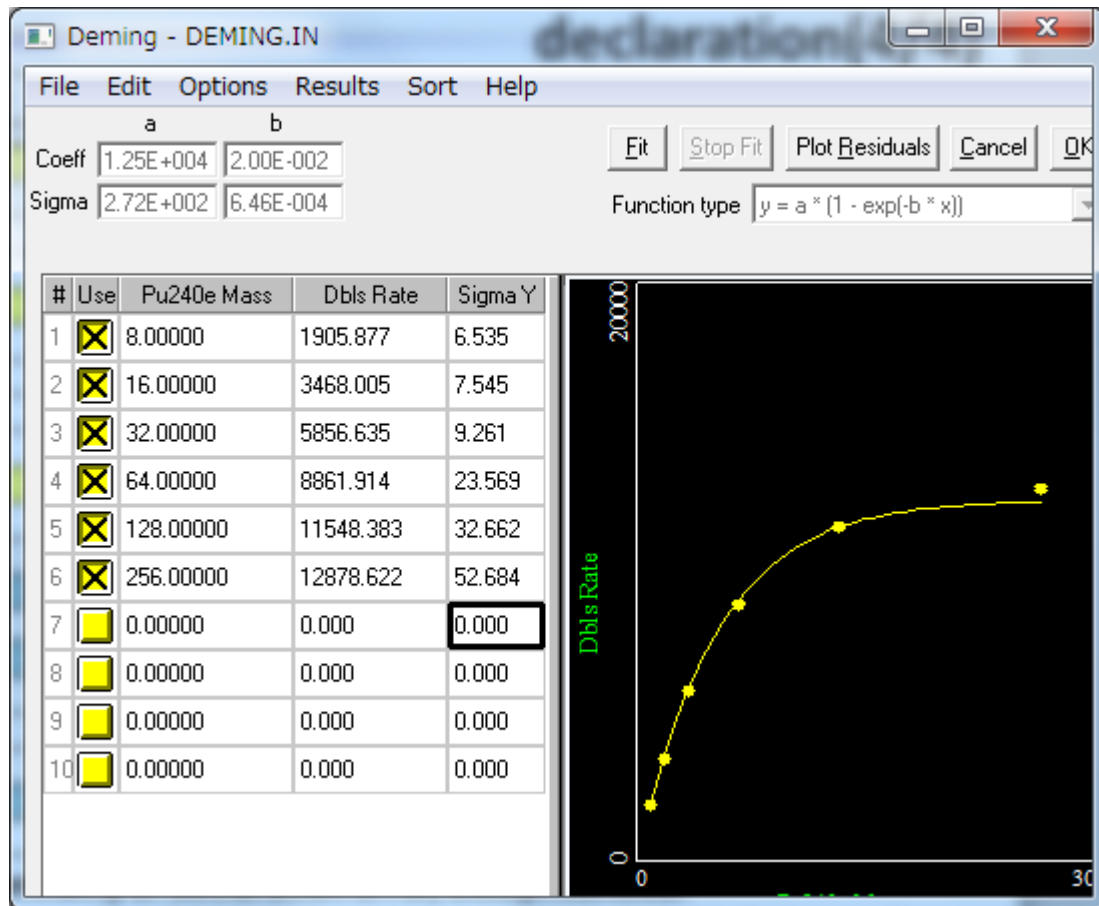 Deming - DEMING.IN
declaration(
File Edit Options Results Sort Help
a b
Coeff 1.25E+004 2.00E-002
Sigma 2.72E+002 6.46E-004
Fit Stop Fit Plot Residuals Cancel OK
Function type y = a * (1 - exp(-b * x))
# Use Pu240e Mass Dbls Rate Sigma Y
1 8.00000 1905.877 6.535
2 16.00000 3468.005 7.545
3 32.00000 5856.635 9.261
4 64.00000 8861.914 23.569
5 128.00000 11548.383 32.662
6 256.00000 12878.622 52.684
7 0.00000 0.000 0.000
8 0.00000 0.000 0.000
9 0.00000 0.000 0.000
10 0.00000 0.000 0.000
20000
Dbls Rate
0
0 30